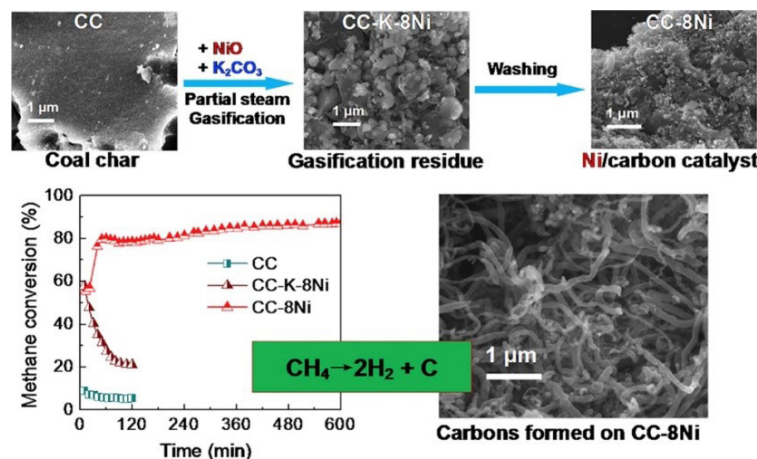 CC
1 μm
Coal char
+ NiO
+ K₂CO₃
Partial steam
Gasification
CC-K-8Ni
1 μm
Gasification residue
Washing
CC-8Ni
1 μm
Ni/carbon catalyst
Methane conversion (%)
100
80
60
40
20
0
CC
CC-K-8Ni
CC-8Ni
0
120
240
360
480
600
Time (min)
CH₄→2H₂ + C
1 μm
Carbons formed on CC-8Ni